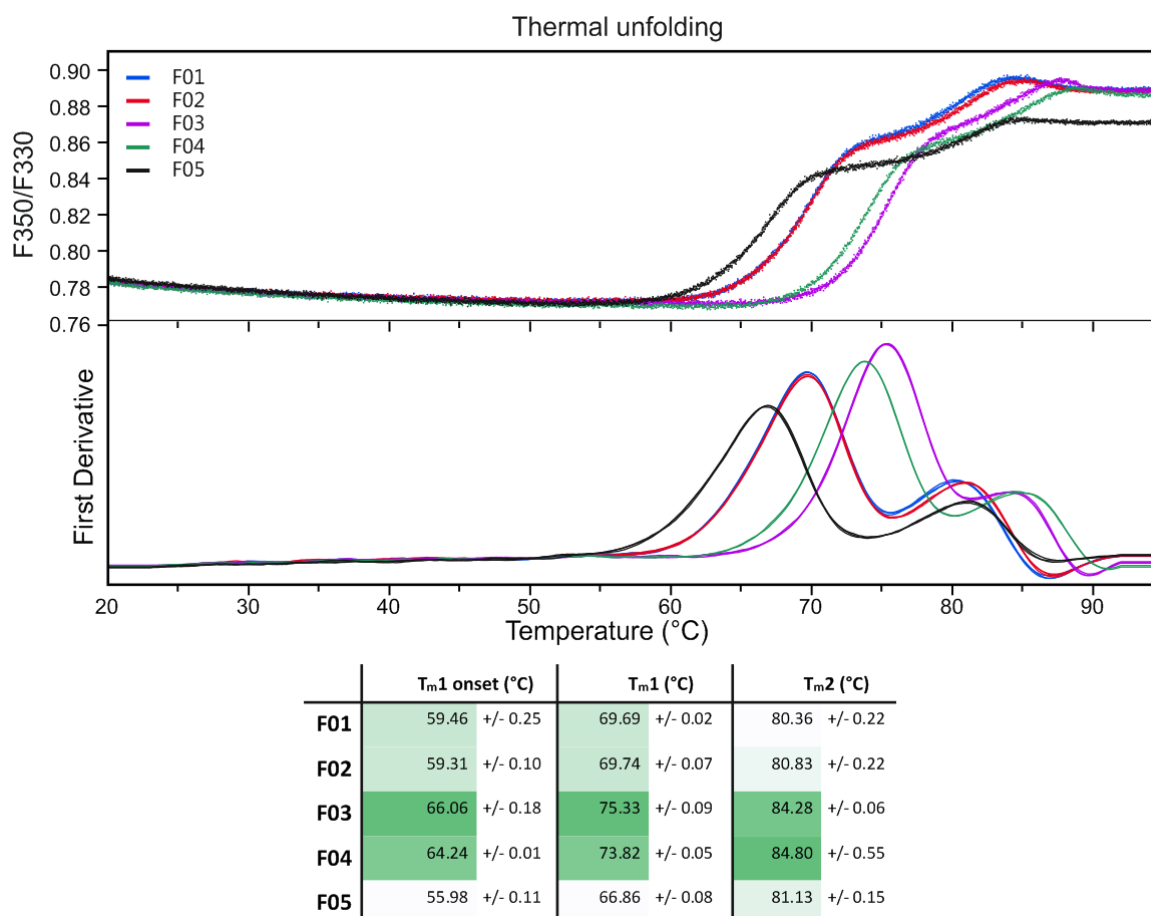 Thermal unfolding
F350/F330
0.90
0.88
0.86
0.84
0.82
0.80
0.78
0.76
F01
F02
F03
F04
F05
First Derivative
20 30 40 50 60 70 80 90
Temperature (°C)
Tm1 onset (°C) Tm1 (°C) Tm2 (°C)
F01 59.46 +/- 0.25 69.69 +/- 0.02 80.36 +/- 0.22
F02 59.31 +/- 0.10 69.74 +/- 0.07 80.83 +/- 0.22
F03 66.06 +/- 0.18 75.33 +/- 0.09 84.28 +/- 0.06
F04 64.24 +/- 0.01 73.82 +/- 0.05 84.80 +/- 0.55
F05 55.98 +/- 0.11 66.86 +/- 0.08 81.13 +/- 0.15